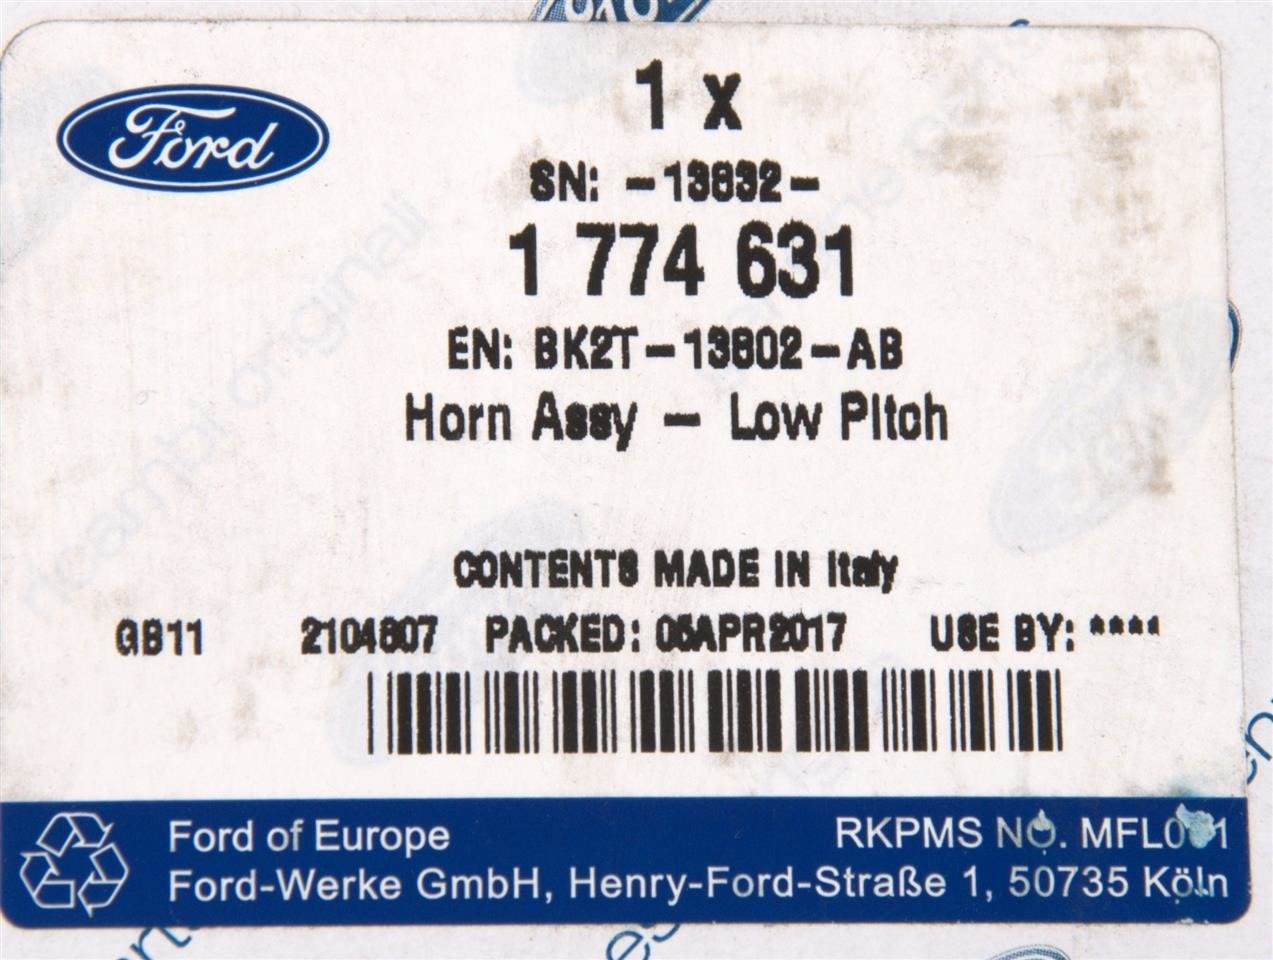 Ford
1 x
SN: -13832-
1 774 631
EN: BK2T-13802-AB
Horn Assy - Low Pitch
CONTENTS MADE IN Italy
GB11 2104807 PACKED: 05APR2017 USE BY: ****
Ford of Europe RKPMS NO.
Ford-Werke GmbH, Henry-Ford-Straße 1, 50735 Köln
ricambi originali